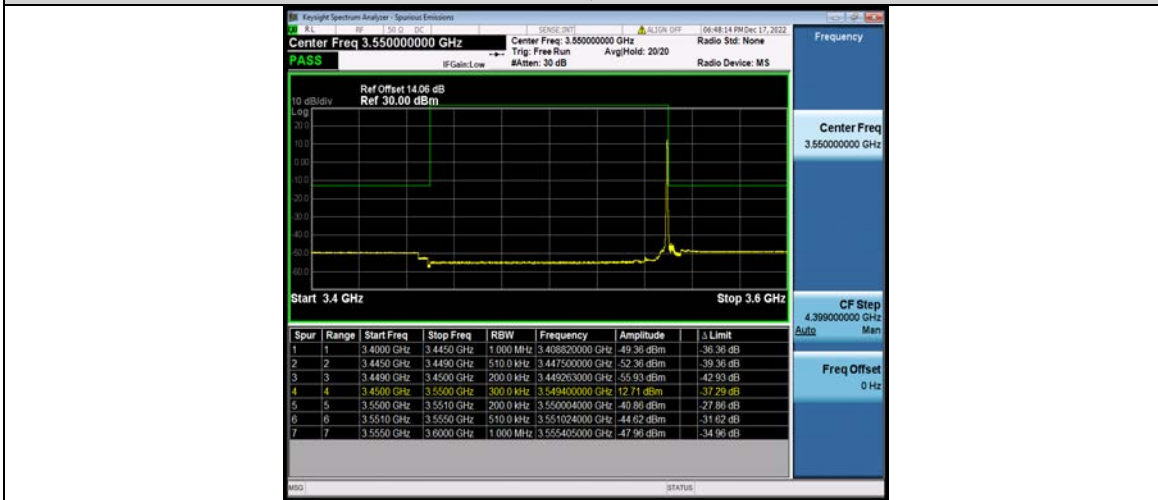 Keysight Spectrum Analyzer - Spurious Emissions
RL RF 50 Ω DC SENSE:INT ALIGN OFF 06:48:14 PM Dec 17, 2022
Center Freq 3.550000000 GHz
PASS
IFGain:Low
Center Freq: 3.550000000 GHz
Trig: Free Run Avg|Hold: 20/20
#Atten: 30 dB
Radio Std: None
Radio Device: MS
Ref Offset 14.06 dB
10 dB/div Ref 30.00 dBm
Log
20.0
10.0
0.00
-10.0
-20.0
-30.0
-40.0
-50.0
-60.0
Start 3.4 GHz Stop 3.6 GHz
Spur Range Start Freq Stop Freq RBW Frequency Amplitude Δ Limit
1 1 3.4000 GHz 3.4450 GHz 1.000 MHz 3.408820000 GHz -49.36 dBm -36.36 dB
2 2 3.4450 GHz 3.4490 GHz 510.0 kHz 3.447500000 GHz -52.36 dBm -39.36 dB
3 3 3.4490 GHz 3.4500 GHz 200.0 kHz 3.449263000 GHz -55.93 dBm -42.93 dB
4 4 3.4500 GHz 3.5500 GHz 300.0 kHz 3.549400000 GHz 12.71 dBm -37.29 dB
5 5 3.5500 GHz 3.5510 GHz 200.0 kHz 3.550004000 GHz -40.86 dBm -27.86 dB
6 6 3.5510 GHz 3.5550 GHz 510.0 kHz 3.551024000 GHz -44.62 dBm -31.62 dB
7 7 3.5550 GHz 3.6000 GHz 1.000 MHz 3.555405000 GHz -47.96 dBm -34.96 dB
MSG STATUS
Frequency
Center Freq
3.550000000 GHz
CF Step
4.399000000 GHz
Auto Man
Freq Offset
0 Hz